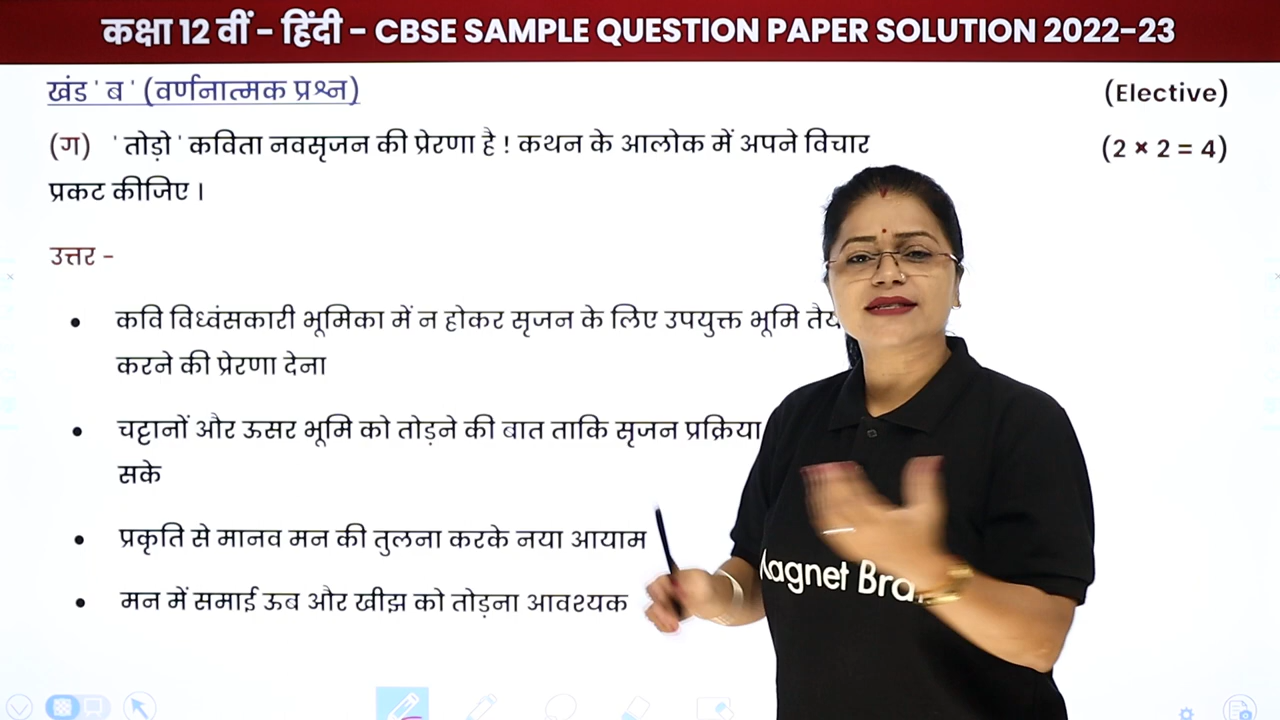 कक्षा 12 वीं – हिंदी – CBSE SAMPLE QUESTION PAPER SOLUTION 2022-23
खंड ' ब ' (वर्णनात्मक प्रश्न) (Elective)
(ग) ' तोड़ो ' कविता नवसृजन की प्रेरणा है ! कथन के आलोक में अपने विचार (2 × 2 = 4)
प्रकट कीजिए ।
उत्तर –
• कवि विध्वंसकारी भूमिका में न होकर सृजन के लिए उपयुक्त भूमि
करने की प्रेरणा देना
• चट्टानों और ऊसर भूमि को तोड़ने की बात ताकि सृजन प्रक्रिया
सके
• प्रकृति से मानव मन की तुलना करके नया आयाम
• मन में समाई ऊब और खीझ को तोड़ना आवश्यक